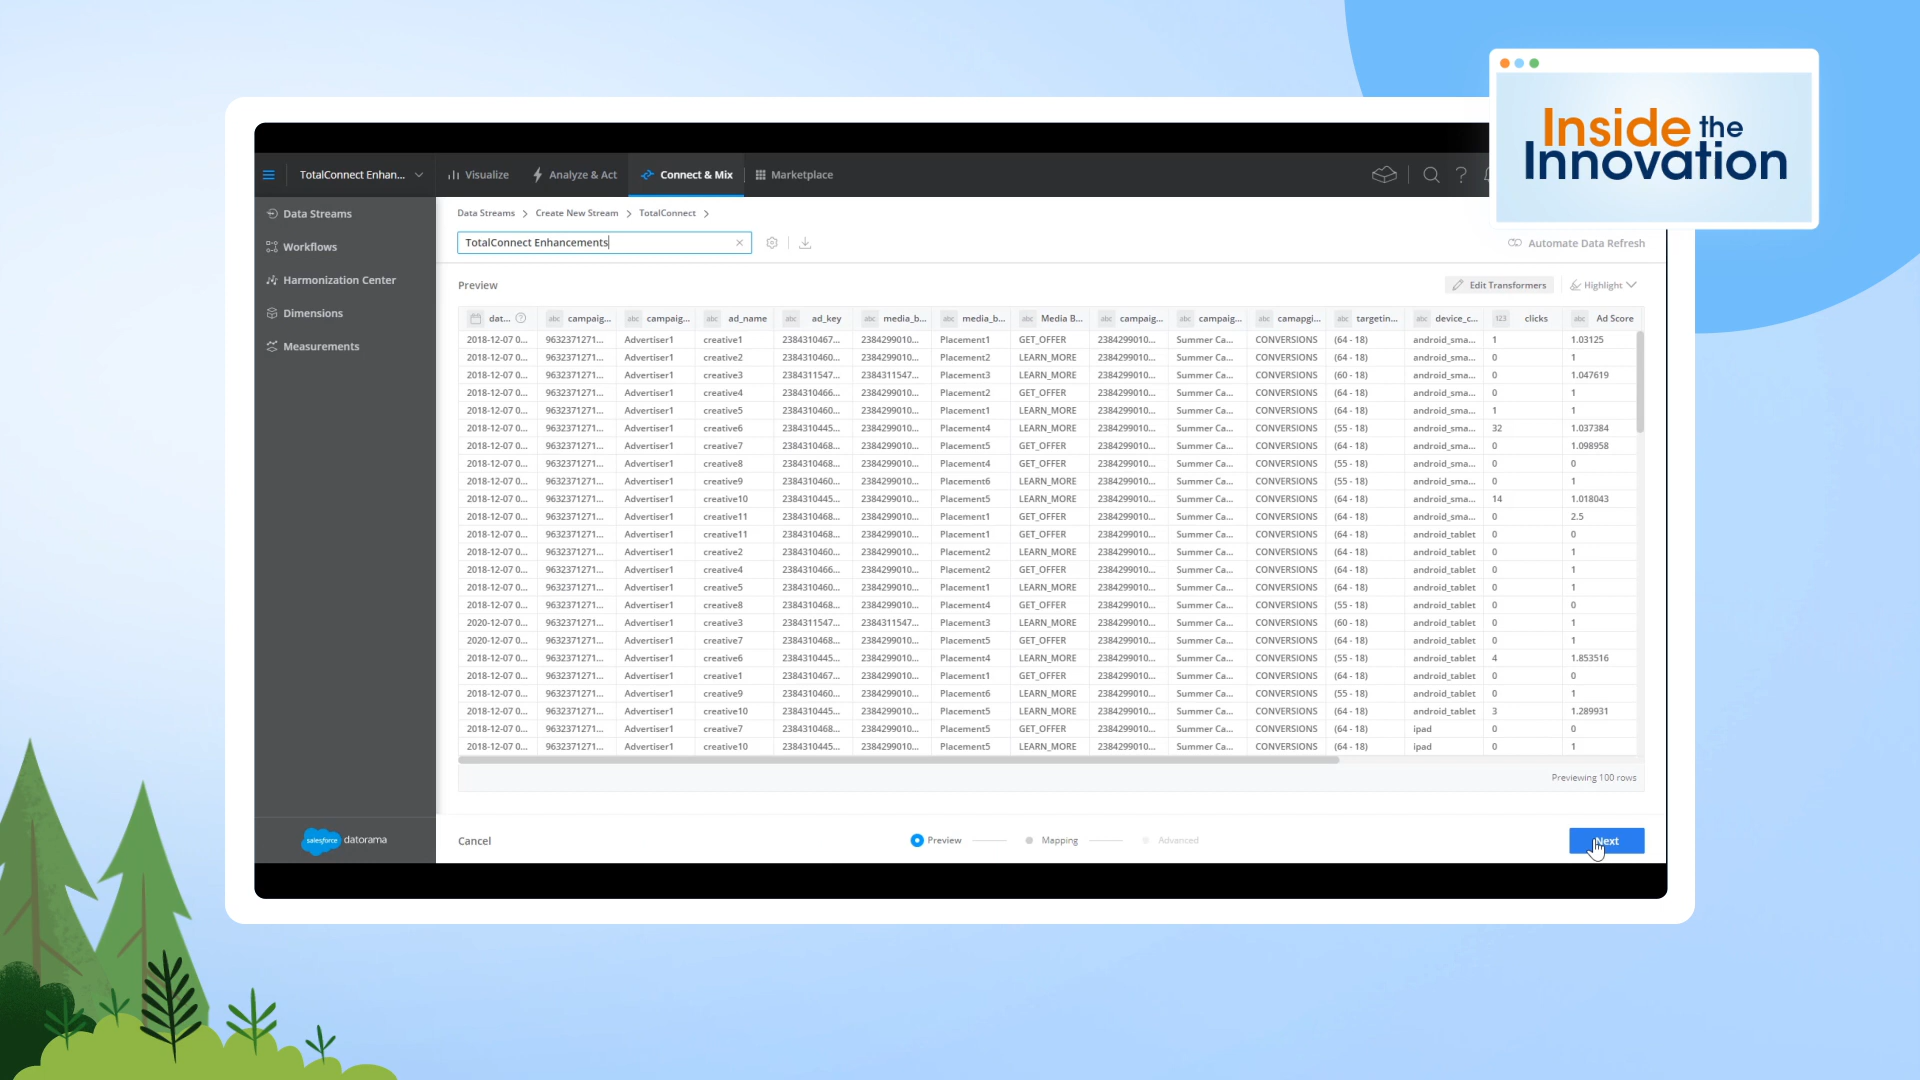 Inside the
Innovation
TotalConnect Enhan...
Visualize
Analyze & Act
Connect & Mix
Marketplace
?
Data Streams
Workflows
Harmonization Center
Dimensions
Measurements
Data Streams > Create New Stream > TotalConnect >
TotalConnect Enhancements
Automate Data Refresh
Preview
Edit Transformers
Highlight
dat... ? abc campaig... abc campaig... abc ad_name abc ad_key abc media_b... abc media_b... abc Media B... abc campaig... abc campaig... abc camapgi... abc targetin... abc device_c... 123 clicks abc Ad Score
2018-12-07 0... 9632371271... Advertiser1 creative1 2384310467... 2384299010... Placement1 GET_OFFER 2384299010... Summer Ca... CONVERSIONS (64 - 18) android_sma... 1 1.03125
2018-12-07 0... 9632371271... Advertiser1 creative2 2384310460... 2384299010... Placement2 LEARN_MORE 2384299010... Summer Ca... CONVERSIONS (64 - 18) android_sma... 0 1
2018-12-07 0... 9632371271... Advertiser1 creative3 2384311547... 2384311547... Placement3 LEARN_MORE 2384299010... Summer Ca... CONVERSIONS (60 - 18) android_sma... 0 1.047619
2018-12-07 0... 9632371271... Advertiser1 creative4 2384310466... 2384299010... Placement2 GET_OFFER 2384299010... Summer Ca... CONVERSIONS (64 - 18) android_sma... 0 1
2018-12-07 0... 9632371271... Advertiser1 creative5 2384310460... 2384299010... Placement1 LEARN_MORE 2384299010... Summer Ca... CONVERSIONS (64 - 18) android_sma... 1 1
2018-12-07 0... 9632371271... Advertiser1 creative6 2384310445... 2384299010... Placement4 LEARN_MORE 2384299010... Summer Ca... CONVERSIONS (55 - 18) android_sma... 32 1.037384
2018-12-07 0... 9632371271... Advertiser1 creative7 2384310468... 2384299010... Placement5 GET_OFFER 2384299010... Summer Ca... CONVERSIONS (64 - 18) android_sma... 0 1.098958
2018-12-07 0... 9632371271... Advertiser1 creative8 2384310468... 2384299010... Placement4 GET_OFFER 2384299010... Summer Ca... CONVERSIONS (55 - 18) android_sma... 0 0
2018-12-07 0... 9632371271... Advertiser1 creative9 2384310460... 2384299010... Placement6 LEARN_MORE 2384299010... Summer Ca... CONVERSIONS (55 - 18) android_sma... 0 1
2018-12-07 0... 9632371271... Advertiser1 creative10 2384310445... 2384299010... Placement5 LEARN_MORE 2384299010... Summer Ca... CONVERSIONS (64 - 18) android_sma... 14 1.018043
2018-12-07 0... 9632371271... Advertiser1 creative11 2384310468... 2384299010... Placement1 GET_OFFER 2384299010... Summer Ca... CONVERSIONS (64 - 18) android_sma... 0 2.5
2018-12-07 0... 9632371271... Advertiser1 creative11 2384310468... 2384299010... Placement1 GET_OFFER 2384299010... Summer Ca... CONVERSIONS (64 - 18) android_tablet 0 0
2018-12-07 0... 9632371271... Advertiser1 creative2 2384310460... 2384299010... Placement2 LEARN_MORE 2384299010... Summer Ca... CONVERSIONS (64 - 18) android_tablet 0 1
2018-12-07 0... 9632371271... Advertiser1 creative4 2384310466... 2384299010... Placement2 GET_OFFER 2384299010... Summer Ca... CONVERSIONS (64 - 18) android_tablet 0 1
2018-12-07 0... 9632371271... Advertiser1 creative5 2384310460... 2384299010... Placement1 LEARN_MORE 2384299010... Summer Ca... CONVERSIONS (64 - 18) android_tablet 0 1
2018-12-07 0... 9632371271... Advertiser1 creative8 2384310468... 2384299010... Placement4 GET_OFFER 2384299010... Summer Ca... CONVERSIONS (55 - 18) android_tablet 0 0
2020-12-07 0... 9632371271... Advertiser1 creative3 2384311547... 2384311547... Placement3 LEARN_MORE 2384299010... Summer Ca... CONVERSIONS (60 - 18) android_tablet 0 1
2020-12-07 0... 9632371271... Advertiser1 creative7 2384310468... 2384299010... Placement5 GET_OFFER 2384299010... Summer Ca... CONVERSIONS (64 - 18) android_tablet 0 1
2018-12-07 0... 9632371271... Advertiser1 creative6 2384310445... 2384299010... Placement4 LEARN_MORE 2384299010... Summer Ca... CONVERSIONS (55 - 18) android_tablet 4 1.853516
2018-12-07 0... 9632371271... Advertiser1 creative1 2384310467... 2384299010... Placement1 GET_OFFER 2384299010... Summer Ca... CONVERSIONS (64 - 18) android_tablet 0 0
2018-12-07 0... 9632371271... Advertiser1 creative9 2384310460... 2384299010... Placement6 LEARN_MORE 2384299010... Summer Ca... CONVERSIONS (55 - 18) android_tablet 0 1
2018-12-07 0... 9632371271... Advertiser1 creative10 2384310445... 2384299010... Placement5 LEARN_MORE 2384299010... Summer Ca... CONVERSIONS (64 - 18) android_tablet 3 1.289931
2018-12-07 0... 9632371271... Advertiser1 creative7 2384310468... 2384299010... Placement5 GET_OFFER 2384299010... Summer Ca... CONVERSIONS (64 - 18) ipad 0 0
2018-12-07 0... 9632371271... Advertiser1 creative10 2384310445... 2384299010... Placement5 LEARN_MORE 2384299010... Summer Ca... CONVERSIONS (64 - 18) ipad 0 1
Previewing 100 rows
salesforce datorama
Cancel
Preview
Mapping
Advanced
Next